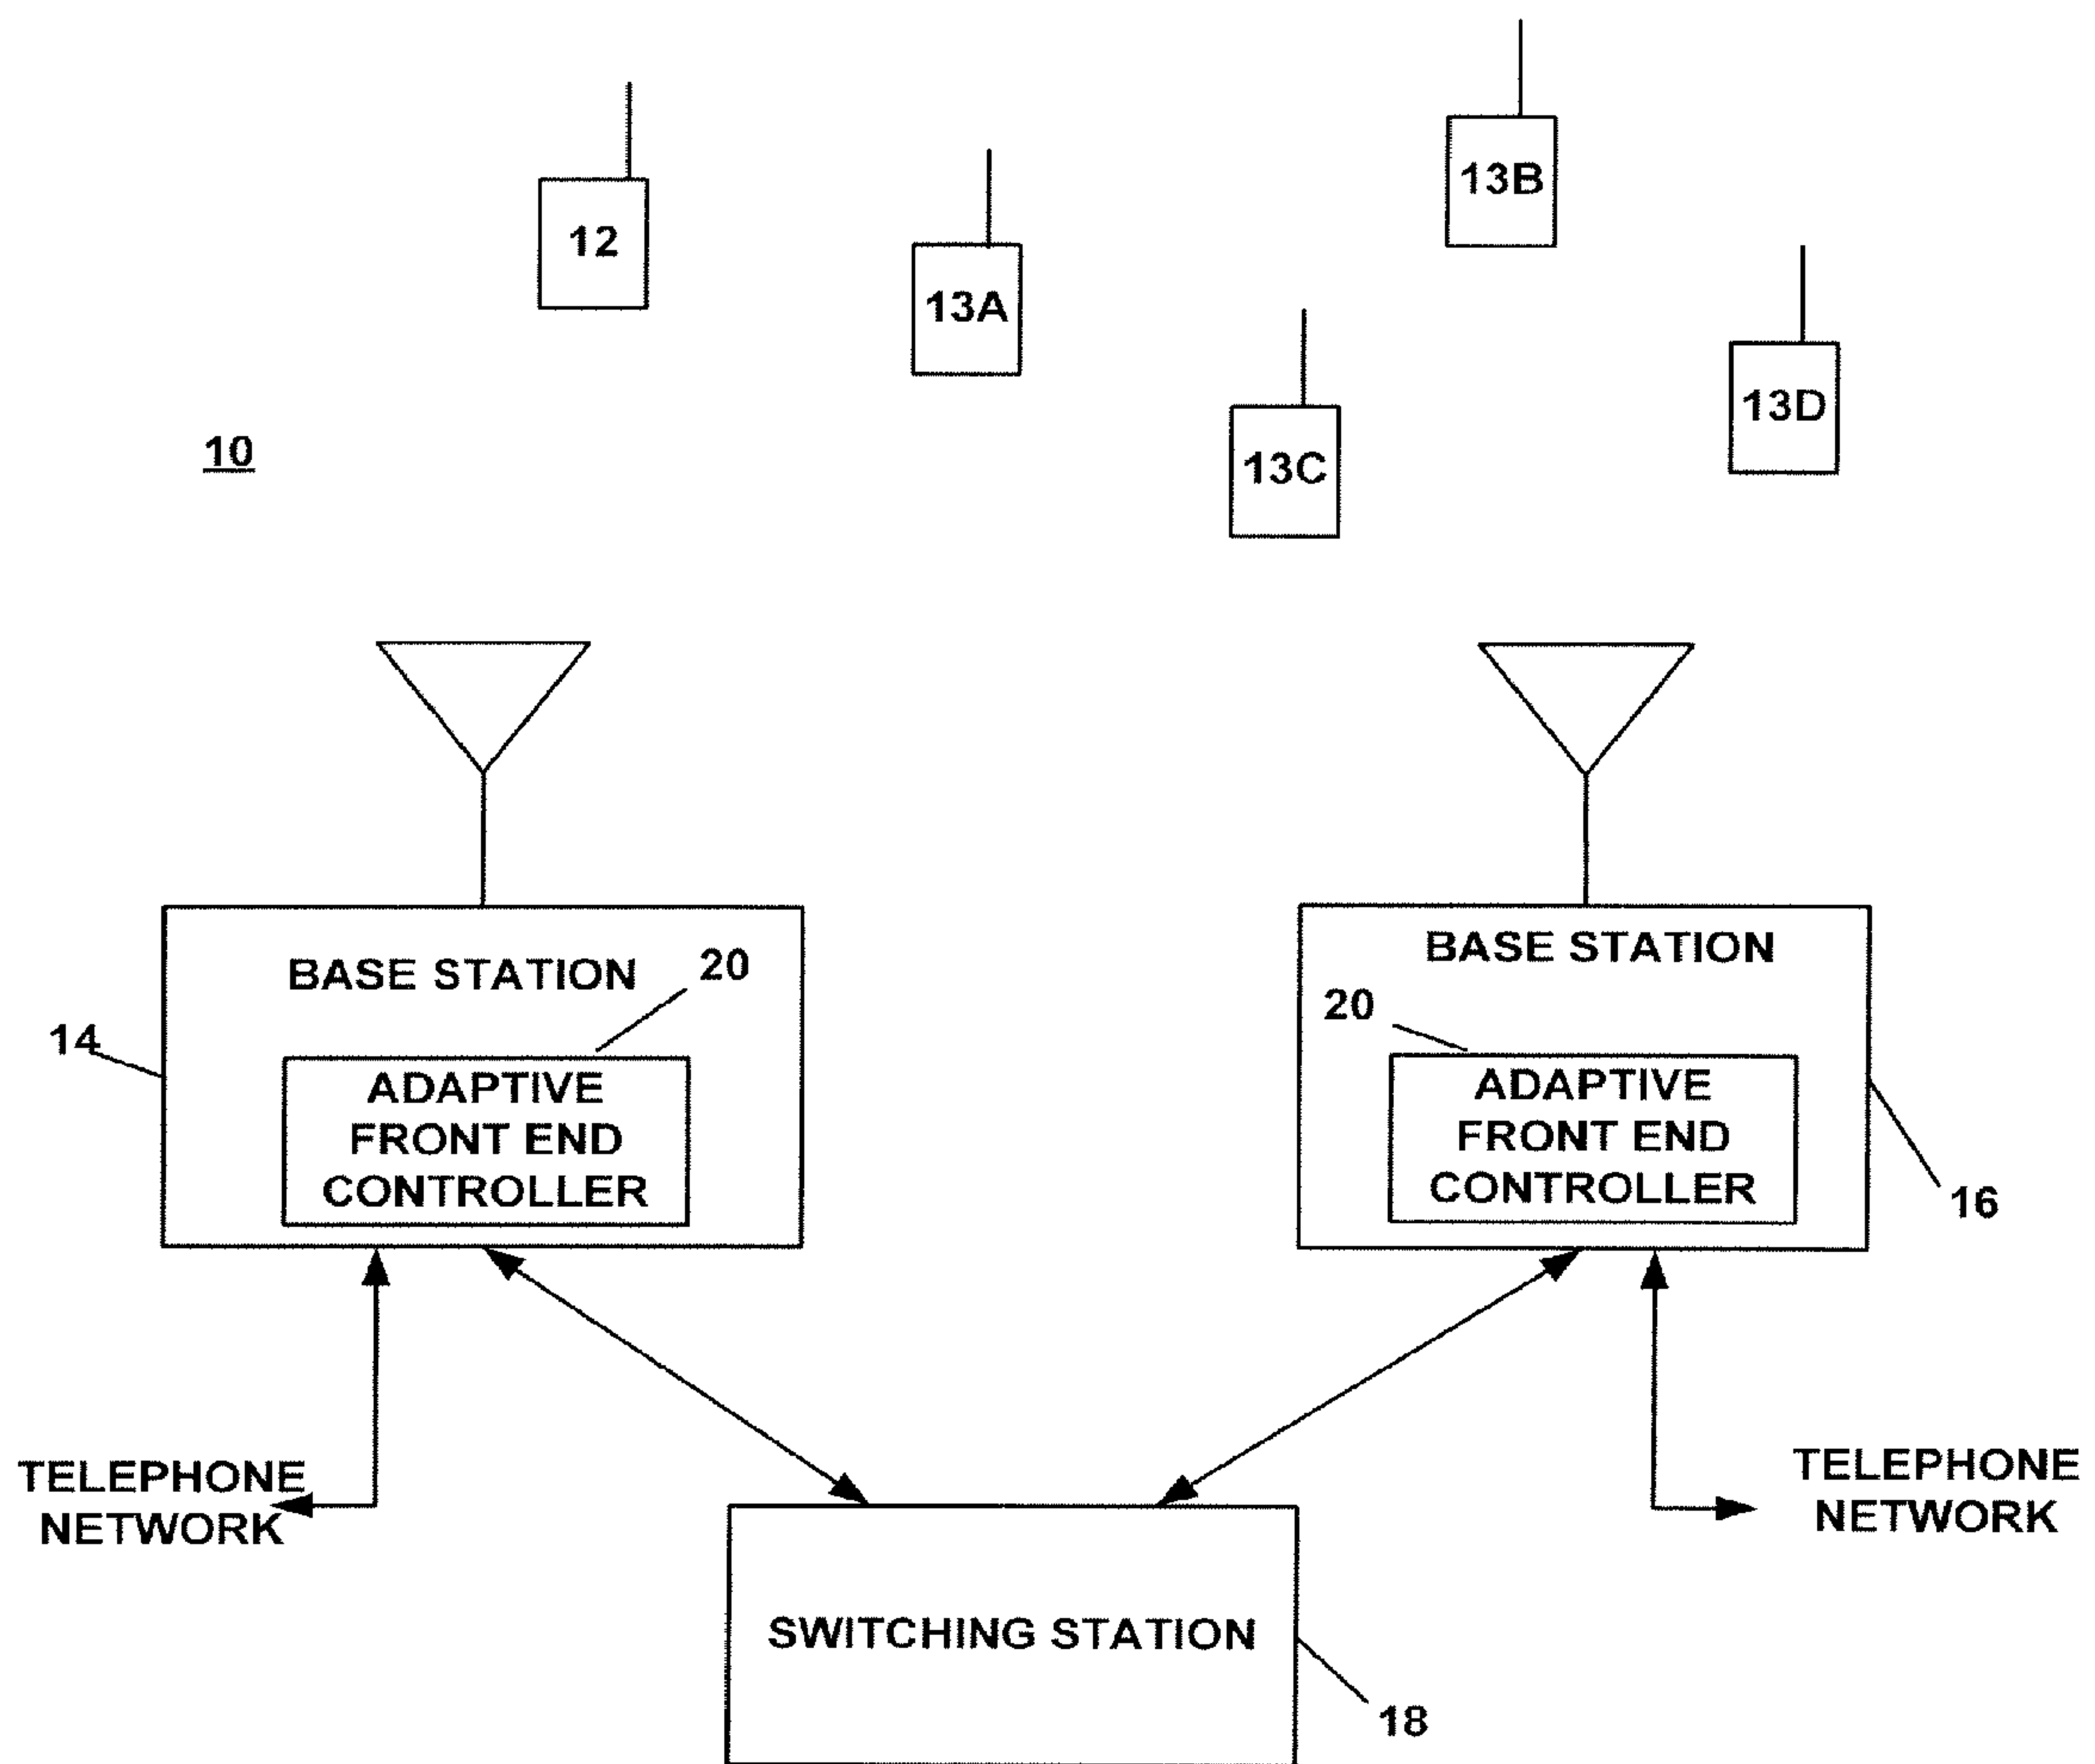 13B
12
13A
13D
10
13C
BASE STATION
20
14
ADAPTIVE
FRONT END
CONTROLLER
BASE STATION
20
ADAPTIVE
FRONT END
CONTROLLER
16
TELEPHONE
NETWORK
TELEPHONE
NETWORK
SWITCHING STATION
18